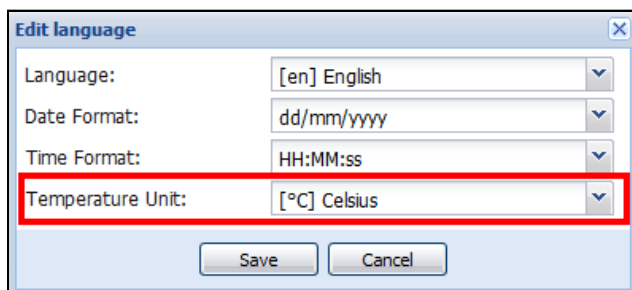 Edit language
Language: [en] English
Date Format: dd/mm/yyyy
Time Format: HH:MM:ss
Temperature Unit: [°C] Celsius
Save Cancel